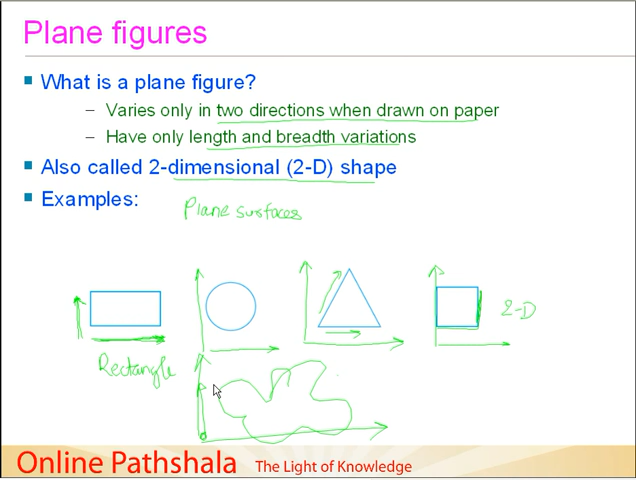 Plane figures
What is a plane figure?
– Varies only in two directions when drawn on paper
– Have only length and breadth variations
Also called 2-dimensional (2-D) shape
Examples:
Plane surfaces
2-D
Rectangle
Online Pathshala The Light of Knowledge